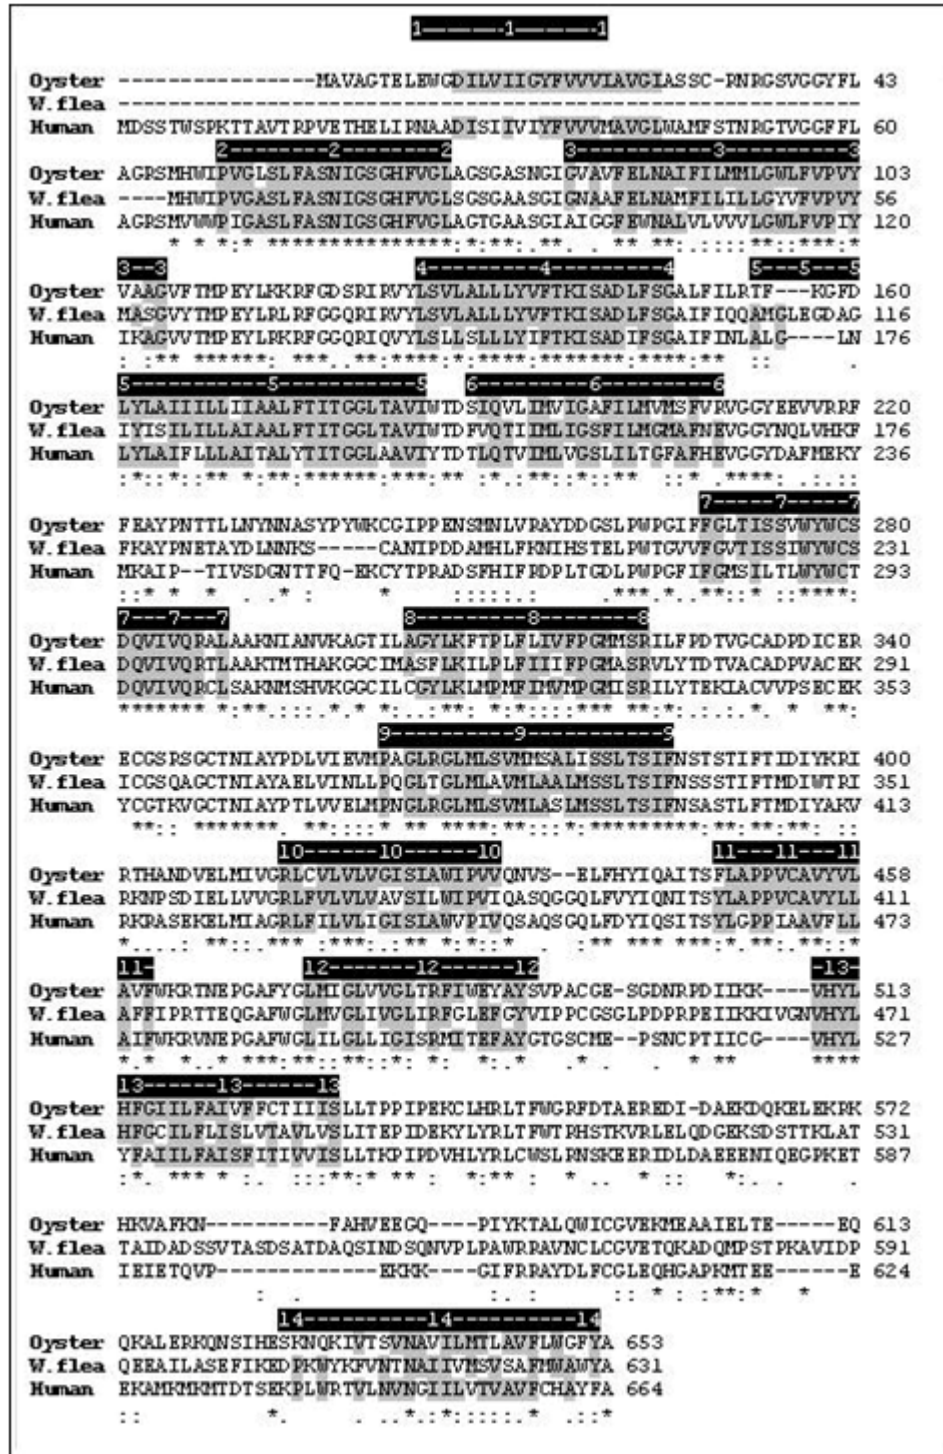 1-------1-------1
Oyster ----------------MAVAGTELEWGDILVIIGYFVVVLAVGIASSC-RNRGSVGGYFL 43
W.flea ------------------------------------------------------------
Human MDSSTWSPKTTAVTRPVETHELIRNAADISIIVIYFVVVMAVGLWAMFSTNRGTVGGFFL 60
2--------2--------2 3-----------3----------3
Oyster AGRSMHWIPVGLSLFASNIGSGHFVGLAGSGASNGIGVAVFELNAIFILMMLGWLFVPVY 103
W.flea ----MHWIPVGASLFASNIGSGHFVGLSGSGAASGIGNAAFELNAMFILILLGYVFVPVY 56
Human AGRSMVWWPIGASLFASNIGSGHFVGLAGTGAASGIAIGGFEWNALVLVVVLGWLFVPIY 120
3--3 4---------4---------4 5---5---5
Oyster VAAGVFTMPEYLKKRFGDSRIRVYLSVLALLLYVFTKISADLFSGALFILRTF---KGFD 160
W.flea MASGVYTMPEYLRLRFGGQRIRVYLSVLALLLYVFTKISADLFSGAIFIQQAMGLEGDAG 116
Human IKAGVVTMPEYLRKRFGGQRIQVYLSLLSLLLYIFTKISADIFSGAIFINLALG----LN 176
5-----------5-----------5 6---------6---------6
Oyster LYLAIIILLIIAALFTITGGLTAVIWTDSIQVLIMVIGAFILMVMSFVRVGGYEEVVRRF 220
W.flea IYISILILLAIAALFTITGGLTAVIWTDFVQTIIMLIGSFILMGMAFNEVGGYNQLVHKF 176
Human LYLAIFLLLAITALYTITGGLAAVIYTDTLQTVIMLVGSLILTGFAFHEVGGYDAFMEKY 236
7-----7-----7
Oyster FEAYPNTTLLNYNNASYPYWKCGIPPENSMNLVRAYDDGSLPWPGIFFGLTISSVWYWCS 280
W.flea FKAYPNETAYDLNNKS-----CANIPDDAMHLFKNIHSTELPWTGVVFGVTISSIWYWCS 231
Human MKAIP--TIVSDGNTTFQ-EKCYTPRADSFHIFRDPLTGDLPWPGFIFGMSILTLWYWCT 293
7---7---7 8---------8--------8
Oyster DQVIVQRALAAKNIANVKAGTILAGYLKFTPLFLIVFPGMMSRILFPDTVGCADPDICER 340
W.flea DQVIVQRTLAAKTMTHAKGGCIMASFLKILPLFIIIFPGMASRVLYTDTVACADPVACEK 291
Human DQVIVQRCLSAKNMSHVKGGCILCGYLKLMPMFIMVMPGMISRILYTEKIACVVPSECEK 353
9----------9-----------9
Oyster ECGSRSGCTNIAYPDLVIEVMPAGLRGLMLSVMMSALISSLTSIFNSTSTIFTIDIYKRI 400
W.flea ICGSQAGCTNIAYAELVINLLPQGLTGLMLAVMLAALMSSLTSIFNSSSTIFTMDIWTRI 351
Human YCGTKVGCTNIAYPTLVVELMPNGLRGLMLSVMLASLMSSLTSIFNSASTLFTMDIYAKV 413
10------10------10 11---11---11
Oyster RTHANDVELMIVGRLCVLVLVGISIAWIPVVQNVS--ELFHYIQAITSFLAPPVCAVYVL 458
W.flea RKNPSDIELLVVGRLFVLVLVAVSILWIPVIQASQGGQLFVYIQNITSYLAPPVCAVYLL 411
Human RKRASEKELMIAGRLFILVLIGISIAWVPIVQSAQSGQLFDYIQSITSYLGPPIAAVFLL 473
11- 12-------12-------12 -13-
Oyster AVFWKRTNEPGAFYGLMIGLVVGLTRFIWEYAYSVPACGE-SGDNRPDIIKK----VHYL 513
W.flea AFFIPRTTEQGAFWGLMVGLIVGLIRFGLEFGYVIPPCGSGLPDPRPEIIKKIVGNVHYL 471
Human AIFWKRVNEPGAFWGLILGLLIGISRMITEFAYGTGSCME--PSNCPTIICG----VHYL 527
13------13------13
Oyster HFGIILFAIVFFCTIIISLLTPPIPEKCLHRLTFWGRFDTAEREDI-DAEKDQKELEKRK 572
W.flea HFGCILFLISLVTAVLVSLITEPIDEKYLYRLTFWTRHSTKVRLELQDGEKSDSTTKLAT 531
Human YFAIILFAISFITIVVISLLTKPIPDVHLYRLCWSLRNSKEERIDLDAEEENIQEGPKET 587
Oyster HKVAFKN----------FAHVEEGQ----PIYKTALQWICGVEKMEAAIELTE-----EQ 613
W.flea TAIDADSSVTASDSATDAQSINDSQNVPLPAWRPAVNCLCGVETQKADQMPSTPKAVIDP 591
Human IEIETQVP-------------EKKK----GIFRRAYDLFCGLEQHGAPKMTEE------E 624
14----------14----------14
Oyster QKALERKQNSIHESKNQKIVTSVNAVILMTLAVFLWGFYA 653
W.flea QEEAILASEFIKEDPKWYKFVNTNAIIVMSVSAFMWAWYA 631
Human EKAMKMKMTDTSEKPLWRTVLNVNGIILVTVAVFCHAYFA 664